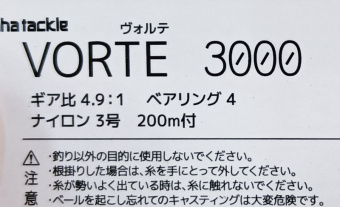 ha tackle
ヴォルテ
VORTE 3000
ギア比 4.9:1 ベアリング 4
ナイロン 3号 200m付
⚠ 注意
・釣り以外の目的に使用しないでください。
・根掛りした場合は、糸を手にとって外してください。
・糸が勢いよく出ている時は、糸に触れないでください。
・ベールを起こし忘れてのキャスティングは大変危険です。